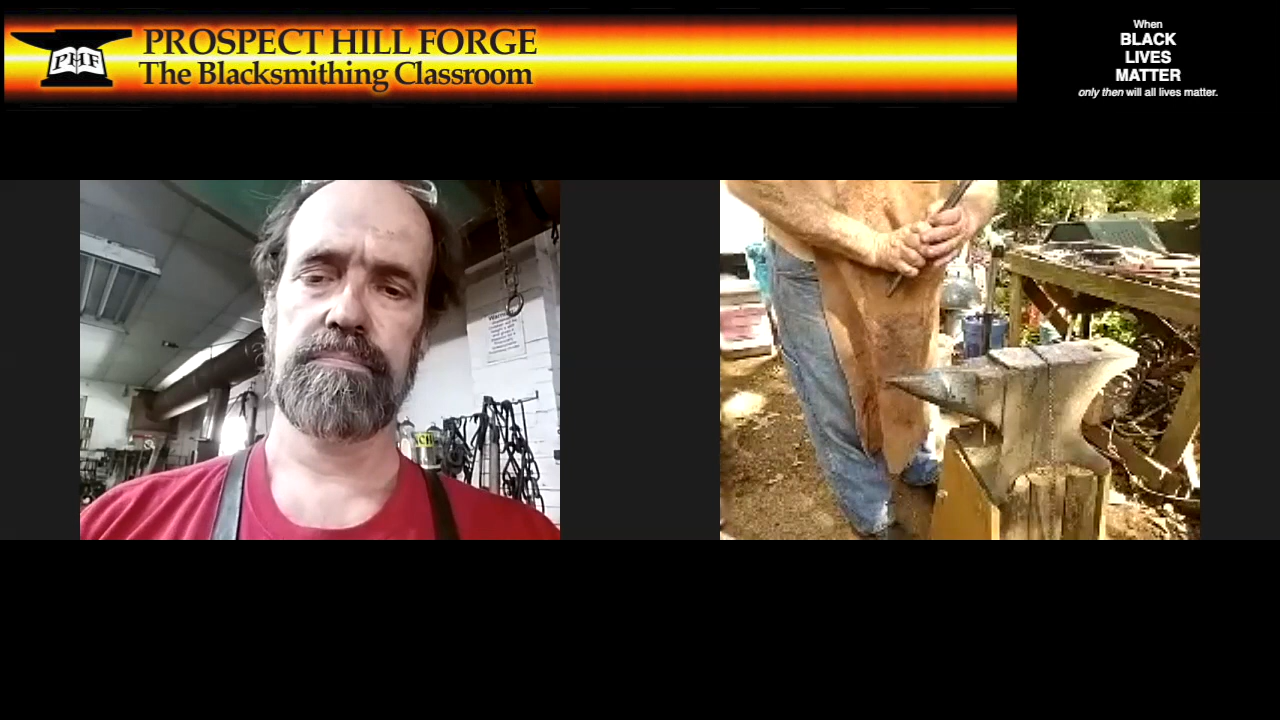 PROSPECT HILL FORGE
The Blacksmithing Classroom
PHF
When
BLACK
LIVES
MATTER
only then will all lives matter.